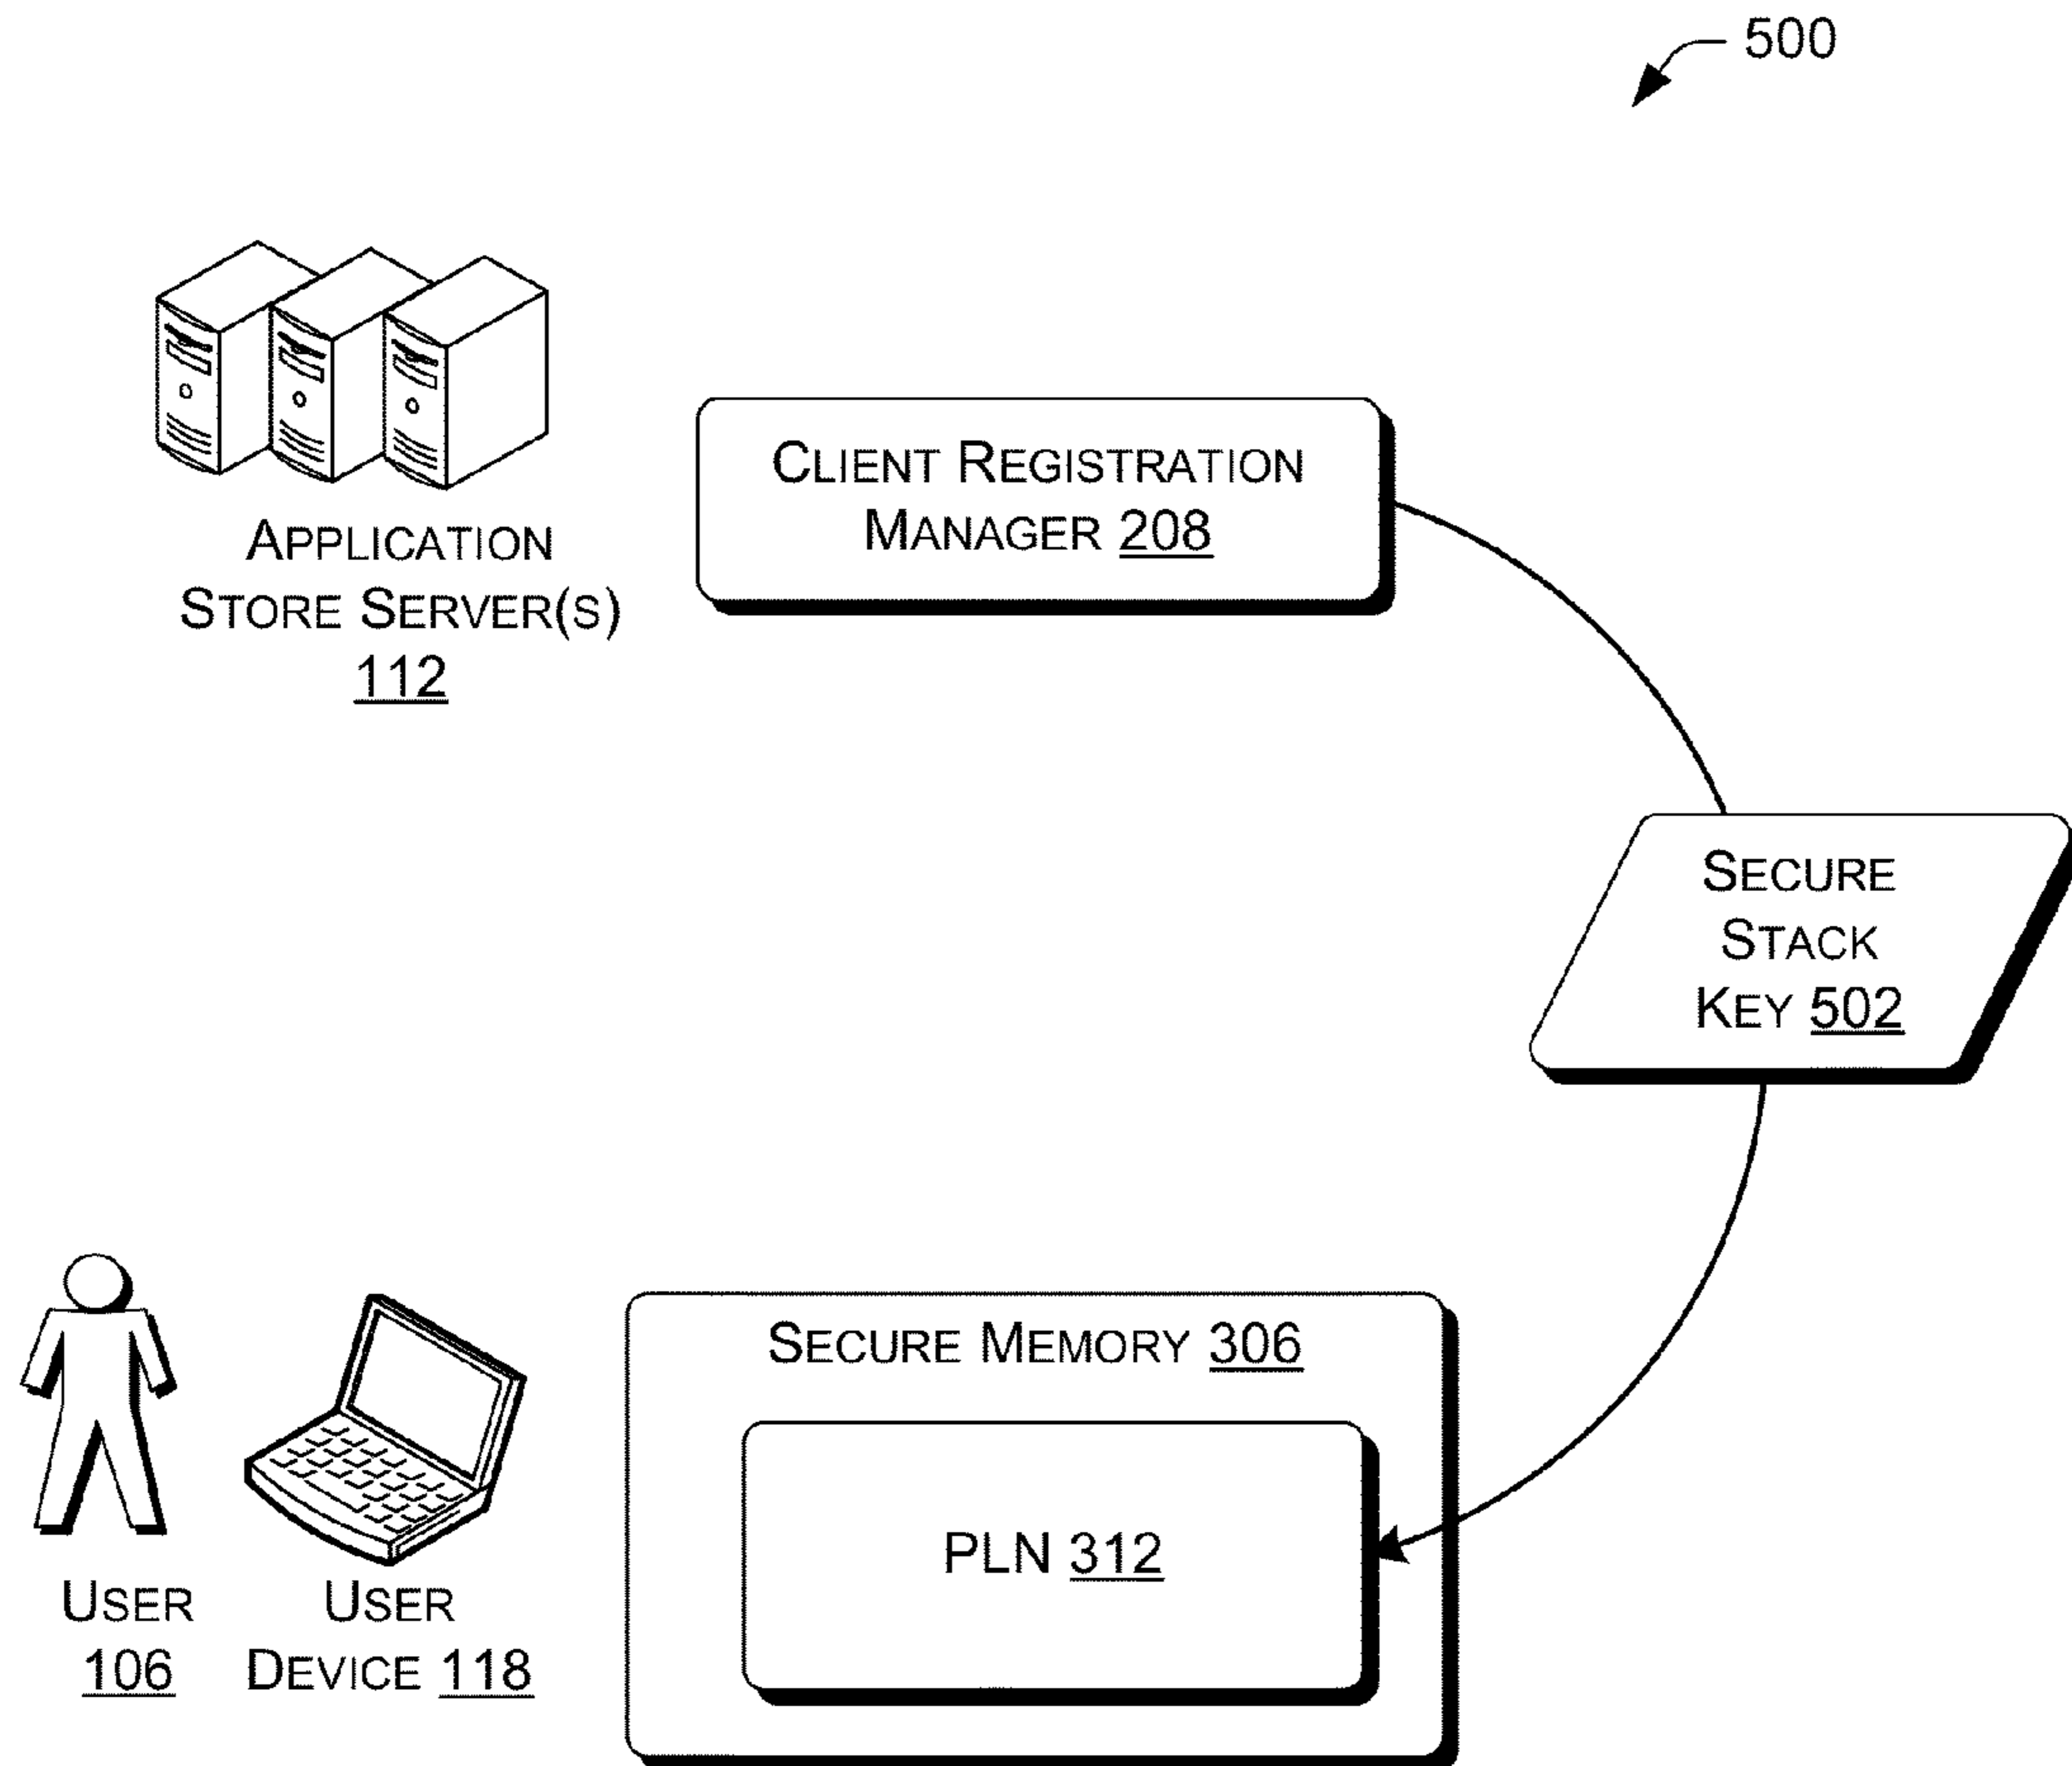 500
CLIENT REGISTRATION
MANAGER 208
APPLICATION
STORE SERVER(S)
112
SECURE
STACK
KEY 502
SECURE MEMORY 306
PLN 312
USER
106
USER
DEVICE 118